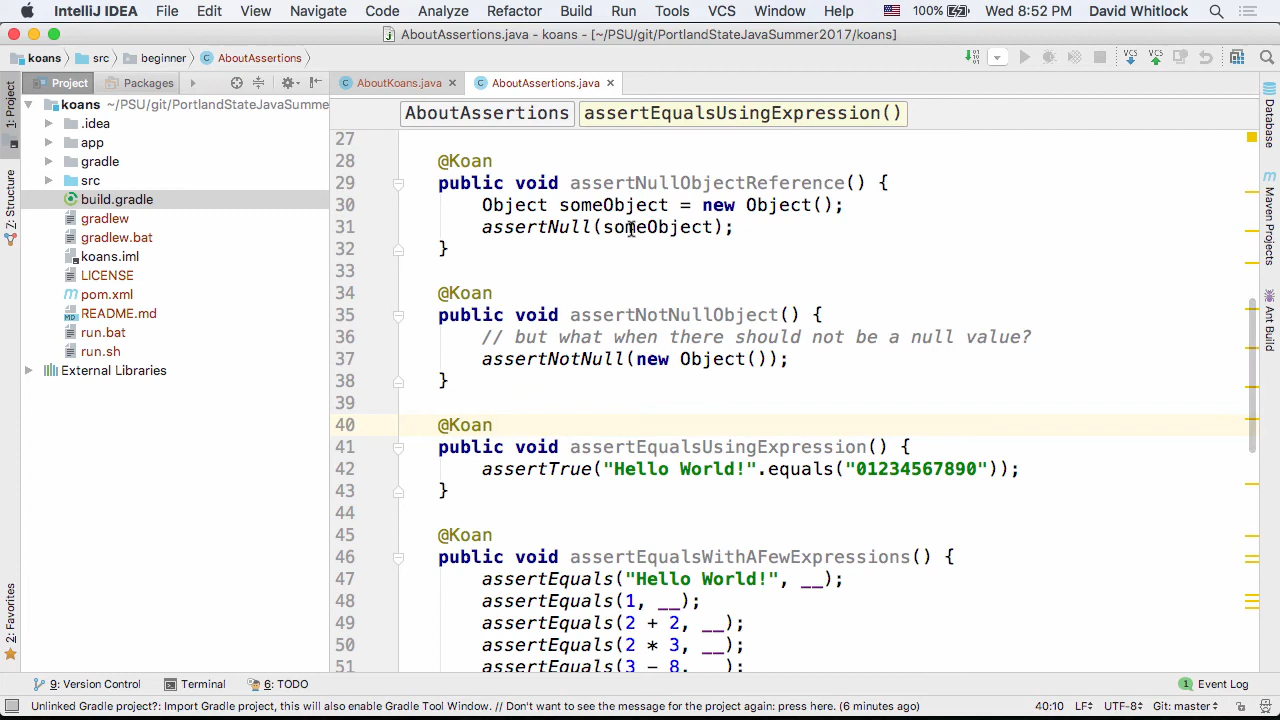 IntelliJ IDEA File Edit View Navigate Code Analyze Refactor Build Run Tools VCS Window Help 100% Wed 8:52 PM David Whitlock
AboutAssertions.java - koans - [~/PSU/git/PortlandStateJavaSummer2017/koans]
koans src beginner AboutAssertions
Project Packages AboutKoans.java AboutAssertions.java
AboutAssertions assertEqualsUsingExpression()
1: Project
Z: Structure
2: Favorites
koans ~/PSU/git/PortlandStateJavaSumme
.idea
app
gradle
src
build.gradle
gradlew
gradlew.bat
koans.iml
LICENSE
pom.xml
README.md
run.bat
run.sh
External Libraries
27
28 @Koan
29 public void assertNullObjectReference() {
30 Object someObject = new Object();
31 assertNull(someObject);
32 }
33
34 @Koan
35 public void assertNotNullObject() {
36 // but what when there should not be a null value?
37 assertNotNull(new Object());
38 }
39
40 @Koan
41 public void assertEqualsUsingExpression() {
42 assertTrue("Hello World!".equals("01234567890"));
43 }
44
45 @Koan
46 public void assertEqualsWithAFewExpressions() {
47 assertEquals("Hello World!", __);
48 assertEquals(1, __);
49 assertEquals(2 + 2, __);
50 assertEquals(2 * 3, __);
51 assertEquals(3 - 8, __);
Database
Maven Projects
Ant Build
9: Version Control Terminal 6: TODO 1 Event Log
Unlinked Gradle project?: Import Gradle project, this will also enable Gradle Tool Window. // Don't want to see the message for the project again: press here. (6 minutes ago) 40:10 LF÷ UTF-8÷ Git: master÷